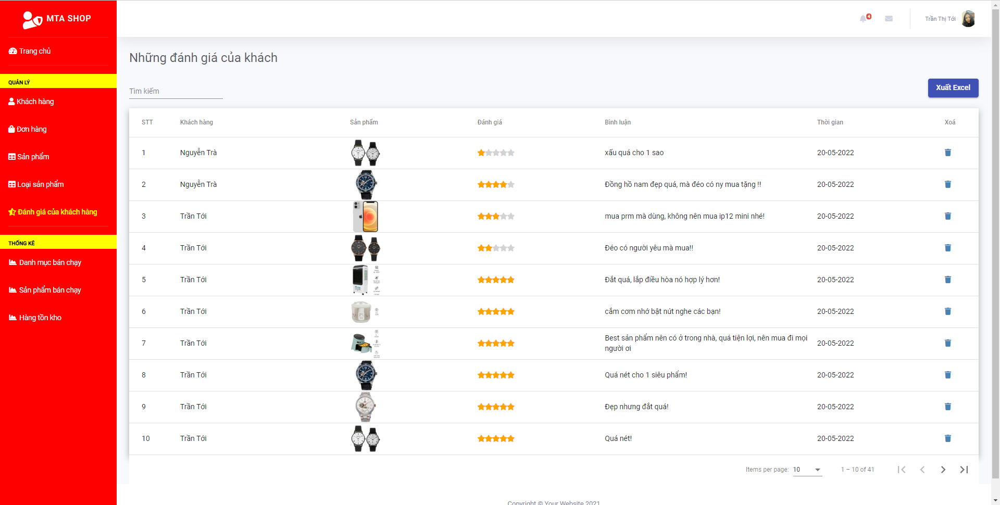 MTA SHOP
4
Trần Thị Tới
Trang chủ
QUẢN LÝ
Khách hàng
Đơn hàng
Sản phẩm
Loại sản phẩm
Đánh giá của khách hàng
THỐNG KÊ
Danh mục bán chạy
Sản phẩm bán chạy
Hàng tồn kho
Những đánh giá của khách
Tìm kiếm
Xuất Excel
STT Khách hàng Sản phẩm Đánh giá Bình luận Thời gian Xoá
1 Nguyễn Trà xấu quá cho 1 sao 20-05-2022
2 Nguyễn Trà Đồng hồ nam đẹp quá, mà đéo có ny mua tặng !! 20-05-2022
3 Trần Tới mua prm mà dùng, không nên mua ip12 mini nhé! 20-05-2022
4 Trần Tới Đéo có người yêu mà mua!! 20-05-2022
5 Trần Tới Đắt quá, lắp điều hòa nó hợp lý hơn! 20-05-2022
6 Trần Tới cắm cơm nhớ bật nút nghe các bạn! 20-05-2022
7 Trần Tới Best sản phẩm nên có ở trong nhà, quá tiện lợi, nên mua đi mọi 20-05-2022
người ơi
8 Trần Tới Quá nét cho 1 siêu phẩm! 20-05-2022
9 Trần Tới Đẹp nhưng đắt quá! 20-05-2022
10 Trần Tới Quá nét! 20-05-2022
Items per page: 10 1 – 10 of 41
Copyright © Your Website 2021